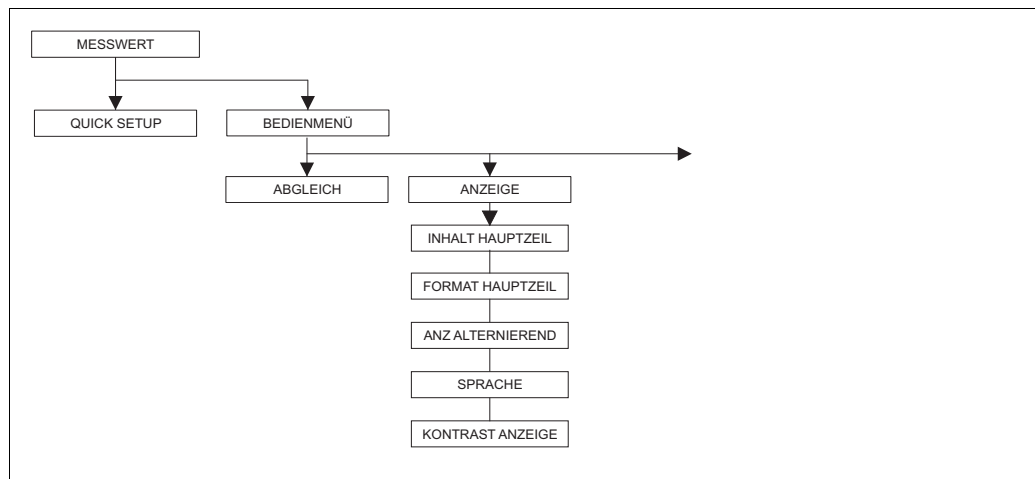 MESSWERT
QUICK SETUP
BEDIENMENÜ
ABGLEICH
ANZEIGE
INHALT HAUPTZEIL
FORMAT HAUPTZEIL
ANZ ALTERNIEREND
SPRACHE
KONTRAST ANZEIGE